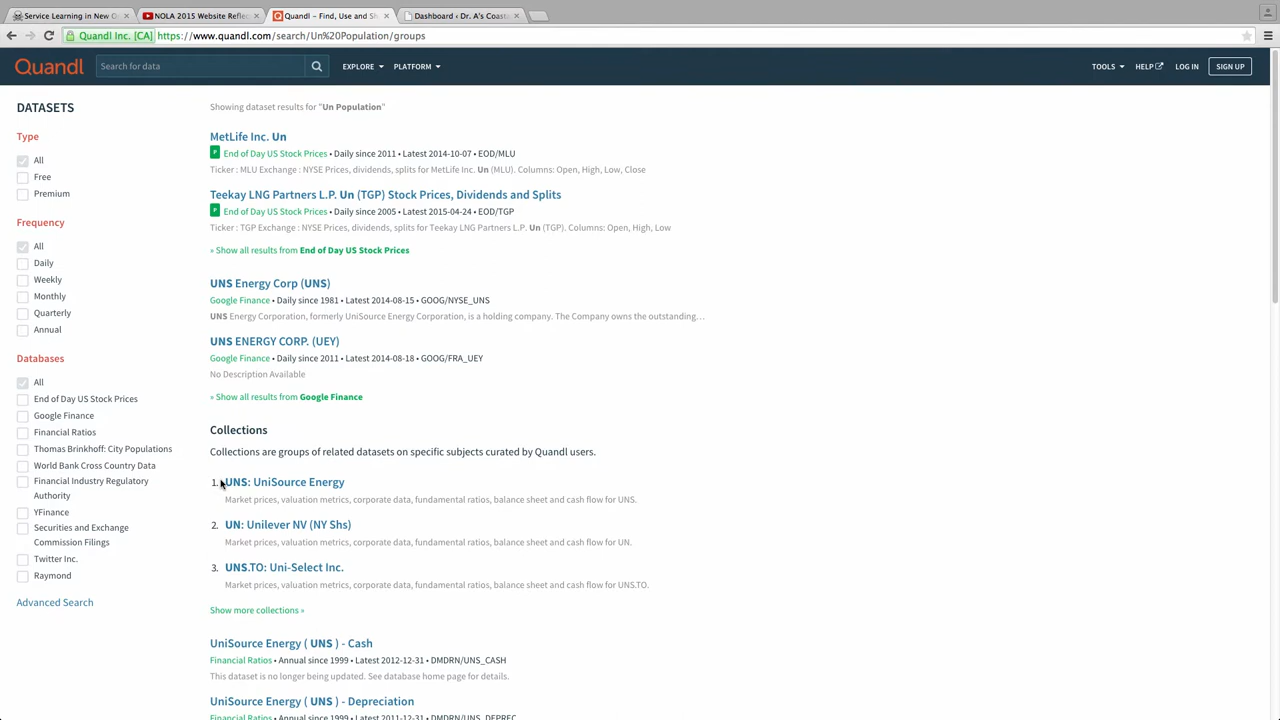 Service Learning in New O
NOLA 2015 Website Reflec
Quandl – Find, Use and Sh
Dashboard ‹ Dr. A's Coasta
Quandl Inc. [CA] https://www.quandl.com/search/Un%20Population/groups
Quandl
Search for data
EXPLORE
PLATFORM
TOOLS
HELP
LOG IN
SIGN UP
DATASETS
Type
All
Free
Premium
Frequency
All
Daily
Weekly
Monthly
Quarterly
Annual
Databases
All
End of Day US Stock Prices
Google Finance
Financial Ratios
Thomas Brinkhoff: City Populations
World Bank Cross Country Data
Financial Industry Regulatory
Authority
YFinance
Securities and Exchange
Commission Filings
Twitter Inc.
Raymond
Advanced Search
Showing dataset results for "Un Population"
MetLife Inc. Un
P End of Day US Stock Prices • Daily since 2011 • Latest 2014-10-07 • EOD/MLU
Ticker : MLU Exchange : NYSE Prices, dividends, splits for MetLife Inc. Un (MLU). Columns: Open, High, Low, Close
Teekay LNG Partners L.P. Un (TGP) Stock Prices, Dividends and Splits
P End of Day US Stock Prices • Daily since 2005 • Latest 2015-04-24 • EOD/TGP
Ticker : TGP Exchange : NYSE Prices, dividends, splits for Teekay LNG Partners L.P. Un (TGP). Columns: Open, High, Low
» Show all results from End of Day US Stock Prices
UNS Energy Corp (UNS)
Google Finance • Daily since 1981 • Latest 2014-08-15 • GOOG/NYSE_UNS
UNS Energy Corporation, formerly UniSource Energy Corporation, is a holding company. The Company owns the outstanding…
UNS ENERGY CORP. (UEY)
Google Finance • Daily since 2011 • Latest 2014-08-18 • GOOG/FRA_UEY
No Description Available
» Show all results from Google Finance
Collections
Collections are groups of related datasets on specific subjects curated by Quandl users.
1. UNS: UniSource Energy
Market prices, valuation metrics, corporate data, fundamental ratios, balance sheet and cash flow for UNS.
2. UN: Unilever NV (NY Shs)
Market prices, valuation metrics, corporate data, fundamental ratios, balance sheet and cash flow for UN.
3. UNS.TO: Uni-Select Inc.
Market prices, valuation metrics, corporate data, fundamental ratios, balance sheet and cash flow for UNS.TO.
Show more collections »
UniSource Energy ( UNS ) - Cash
Financial Ratios • Annual since 1999 • Latest 2012-12-31 • DMDRN/UNS_CASH
This dataset is no longer being updated. See database home page for details.
UniSource Energy ( UNS ) - Depreciation
Financial Ratios • Annual since 1999 • Latest 2011-12-31 • DMDRN/UNS_DEPREC